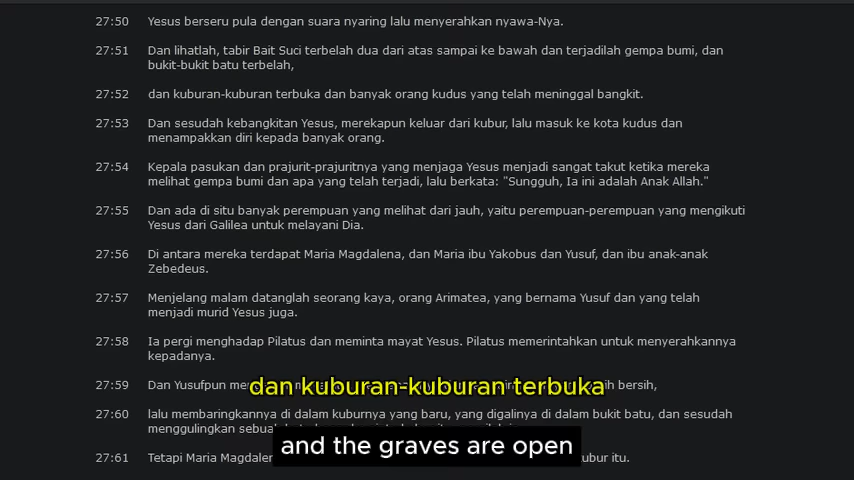 27:50 Yesus berseru pula dengan suara nyaring lalu menyerahkan nyawa-Nya.
27:51 Dan lihatlah, tabir Bait Suci terbelah dua dari atas sampai ke bawah dan terjadilah gempa bumi, dan
bukit-bukit batu terbelah,
27:52 dan kuburan-kuburan terbuka dan banyak orang kudus yang telah meninggal bangkit.
27:53 Dan sesudah kebangkitan Yesus, merekapun keluar dari kubur, lalu masuk ke kota kudus dan
menampakkan diri kepada banyak orang.
27:54 Kepala pasukan dan prajurit-prajuritnya yang menjaga Yesus menjadi sangat takut ketika mereka
melihat gempa bumi dan apa yang telah terjadi, lalu berkata: "Sungguh, Ia ini adalah Anak Allah."
27:55 Dan ada di situ banyak perempuan yang melihat dari jauh, yaitu perempuan-perempuan yang mengikuti
Yesus dari Galilea untuk melayani Dia.
27:56 Di antara mereka terdapat Maria Magdalena, dan Maria ibu Yakobus dan Yusuf, dan ibu anak-anak
Zebedeus.
27:57 Menjelang malam datanglah seorang kaya, orang Arimatea, yang bernama Yusuf dan yang telah
menjadi murid Yesus juga.
27:58 Ia pergi menghadap Pilatus dan meminta mayat Yesus. Pilatus memerintahkan untuk menyerahkannya
kepadanya.
27:59 Dan Yusufpun bersih,
dan kuburan-kuburan terbuka
27:60 lalu membaringkannya di dalam kuburnya yang baru, yang digalinya di dalam bukit batu, dan sesudah
menggulingkan
and the graves are open
27:61 Tetapi Maria itu.